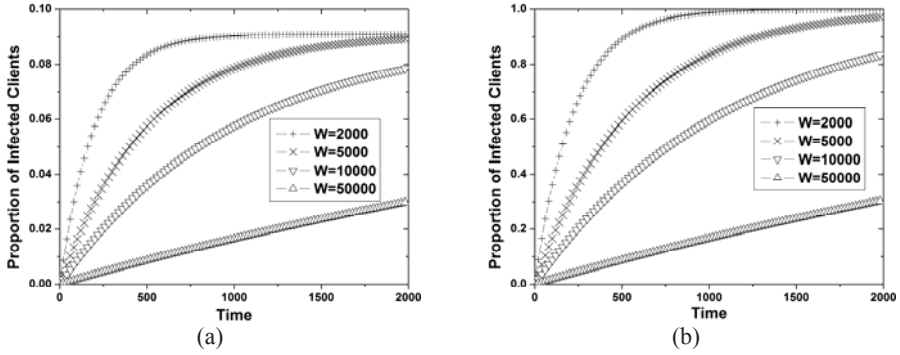 0.10
0.08
0.06
0.04
0.02
0.00
Proportion of Infected Clients
W=2000
W=5000
W=10000
W=50000
0
500
1000
1500
2000
Time
(a)
1.0
0.8
0.6
0.4
0.2
0.0
Proportion of Infected Clients
W=2000
W=5000
W=10000
W=50000
0
500
1000
1500
2000
Time
(b)